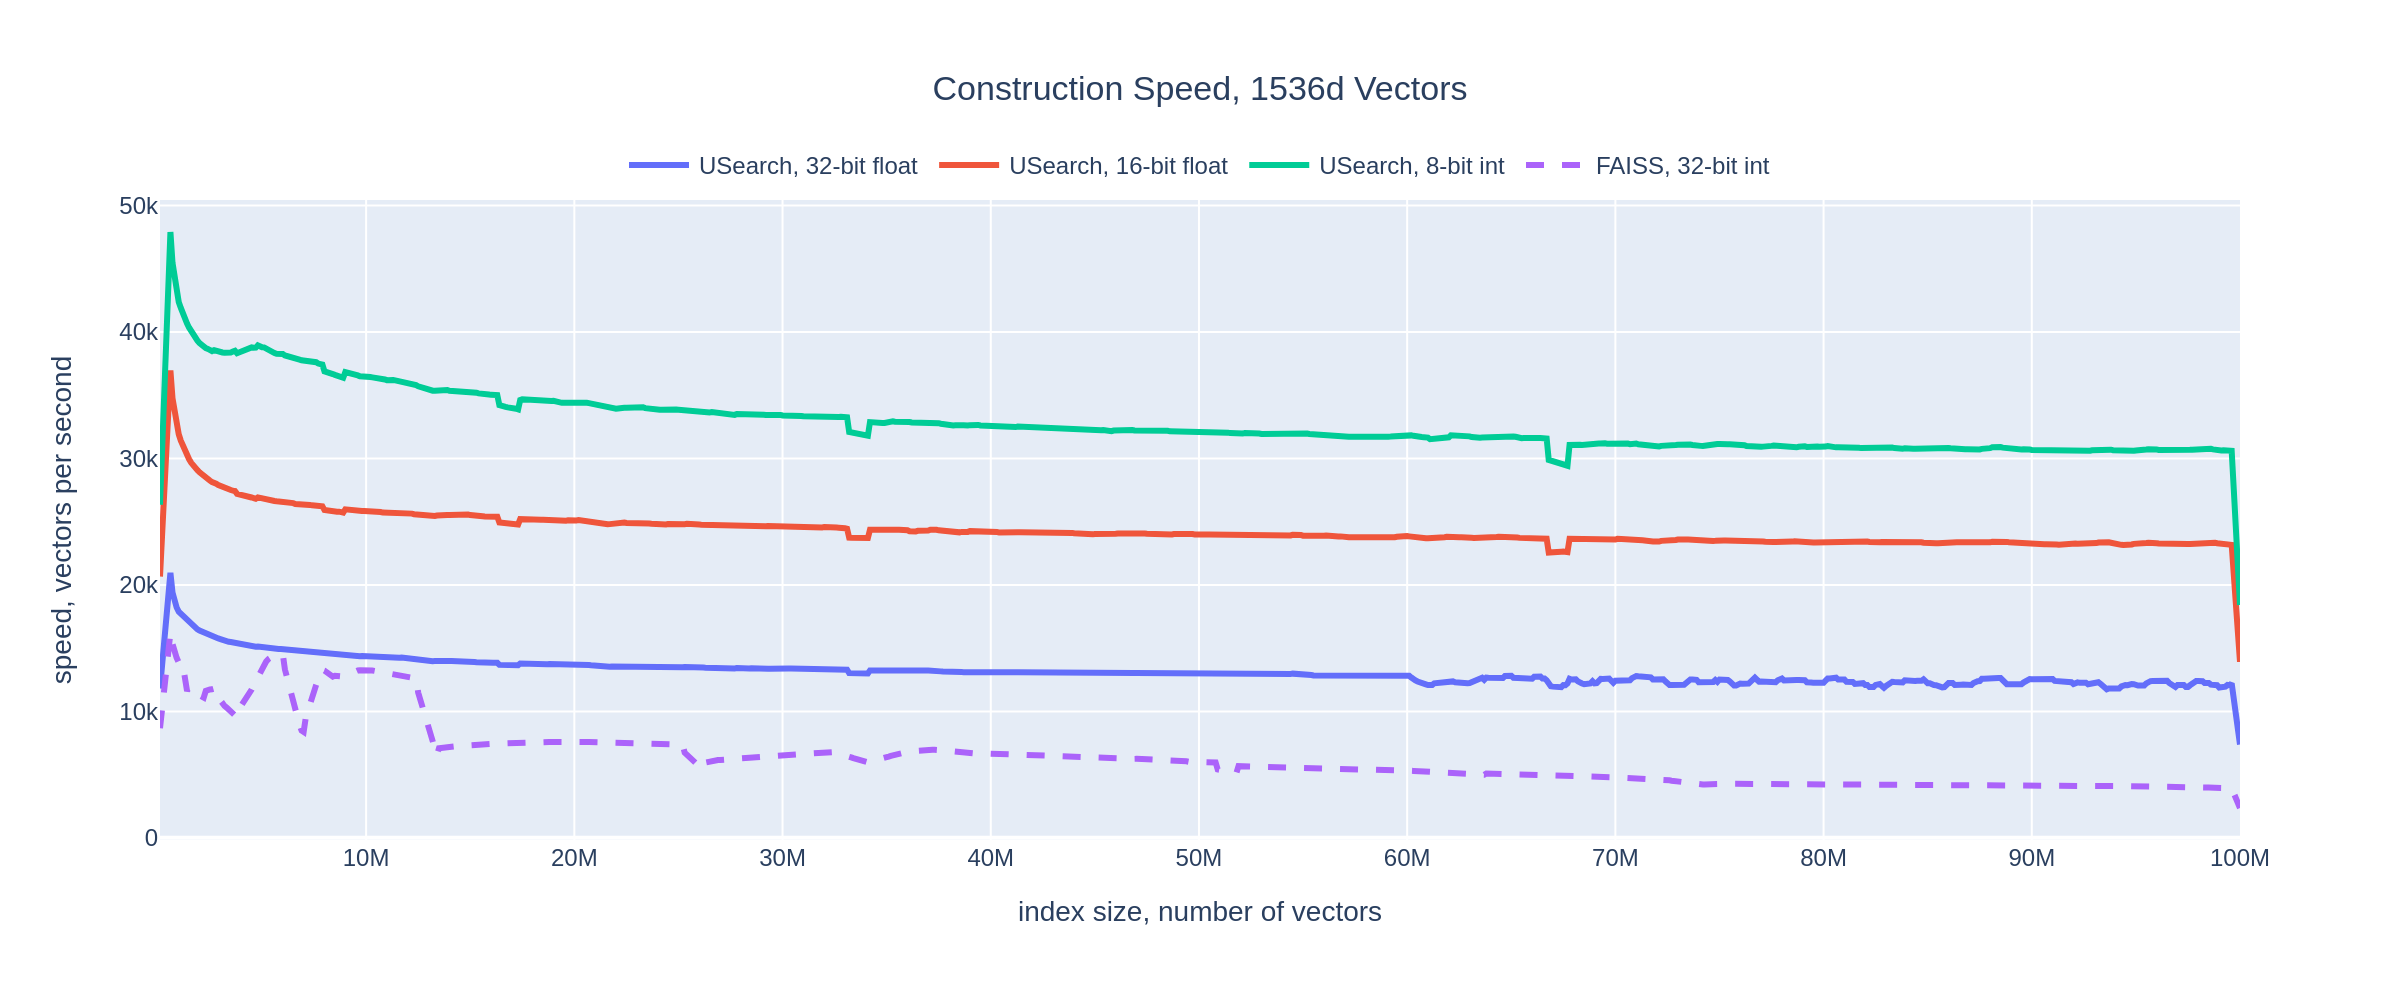 Construction Speed, 1536d Vectors
USearch, 32-bit float USearch, 16-bit float USearch, 8-bit int FAISS, 32-bit int
speed, vectors per second
50k
40k
30k
20k
10k
0
10M 20M 30M 40M 50M 60M 70M 80M 90M 100M
index size, number of vectors